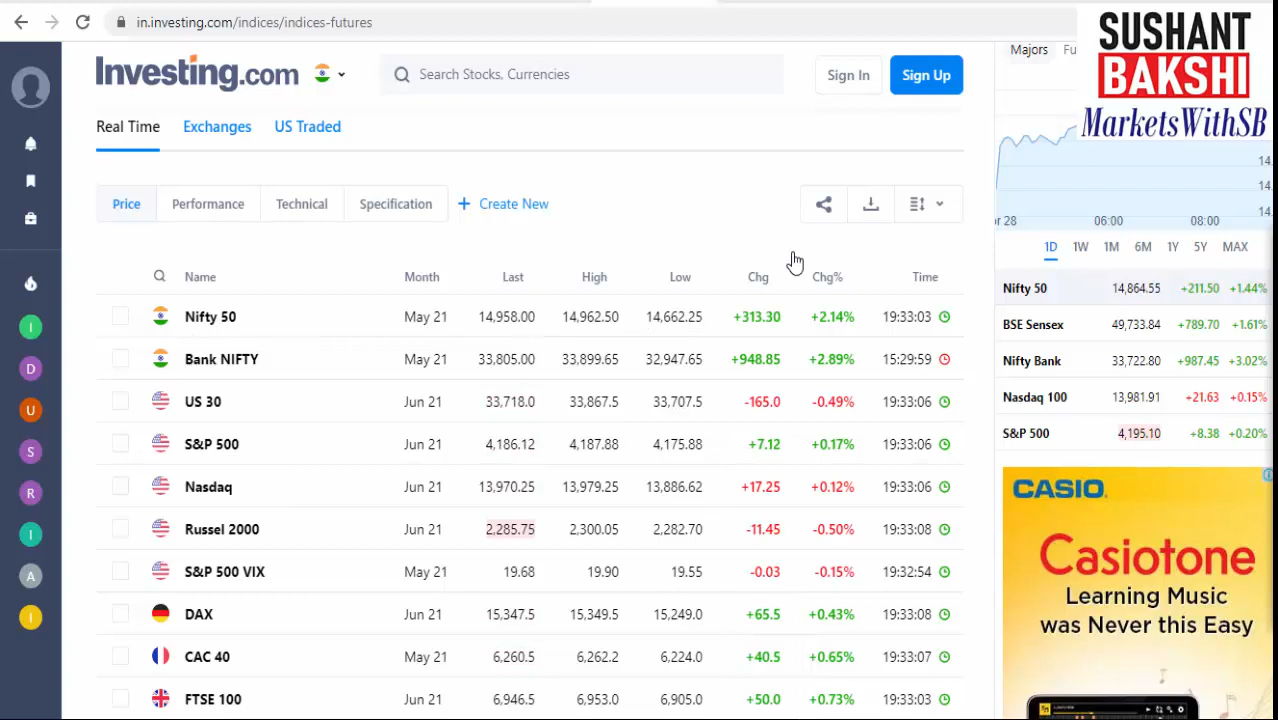 in.investing.com/indices/indices-futures
Investing.com
Search Stocks, Currencies
Sign In
Sign Up
Real Time Exchanges US Traded
Price Performance Technical Specification + Create New
Name Month Last High Low Chg Chg% Time
Nifty 50 May 21 14,958.00 14,962.50 14,662.25 +313.30 +2.14% 19:33:03
Bank NIFTY May 21 33,805.00 33,899.65 32,947.65 +948.85 +2.89% 15:29:59
US 30 Jun 21 33,718.0 33,867.5 33,707.5 -165.0 -0.49% 19:33:06
S&P 500 Jun 21 4,186.12 4,187.88 4,175.88 +7.12 +0.17% 19:33:06
Nasdaq Jun 21 13,970.25 13,979.25 13,886.62 +17.25 +0.12% 19:33:06
Russel 2000 Jun 21 2,285.75 2,300.05 2,282.70 -11.45 -0.50% 19:33:08
S&P 500 VIX May 21 19.68 19.90 19.55 -0.03 -0.15% 19:32:54
DAX Jun 21 15,347.5 15,349.5 15,249.0 +65.5 +0.43% 19:33:08
CAC 40 May 21 6,260.5 6,262.2 6,224.0 +40.5 +0.65% 19:33:07
FTSE 100 Jun 21 6,946.5 6,953.0 6,905.0 +50.0 +0.73% 19:33:03
I
D
U
S
R
I
A
I
SUSHANT
BAKSHI
MarketsWithSB
Majors
06:00 08:00
1D 1W 1M 6M 1Y 5Y MAX
Nifty 50 14,864.55 +211.50 +1.44%
BSE Sensex 49,733.84 +789.70 +1.61%
Nifty Bank 33,722.80 +987.45 +3.02%
Nasdaq 100 13,981.91 +21.63 +0.15%
S&P 500 4,195.10 +8.38 +0.20%
CASIO.
Casiotone
Learning Music
was Never this Easy